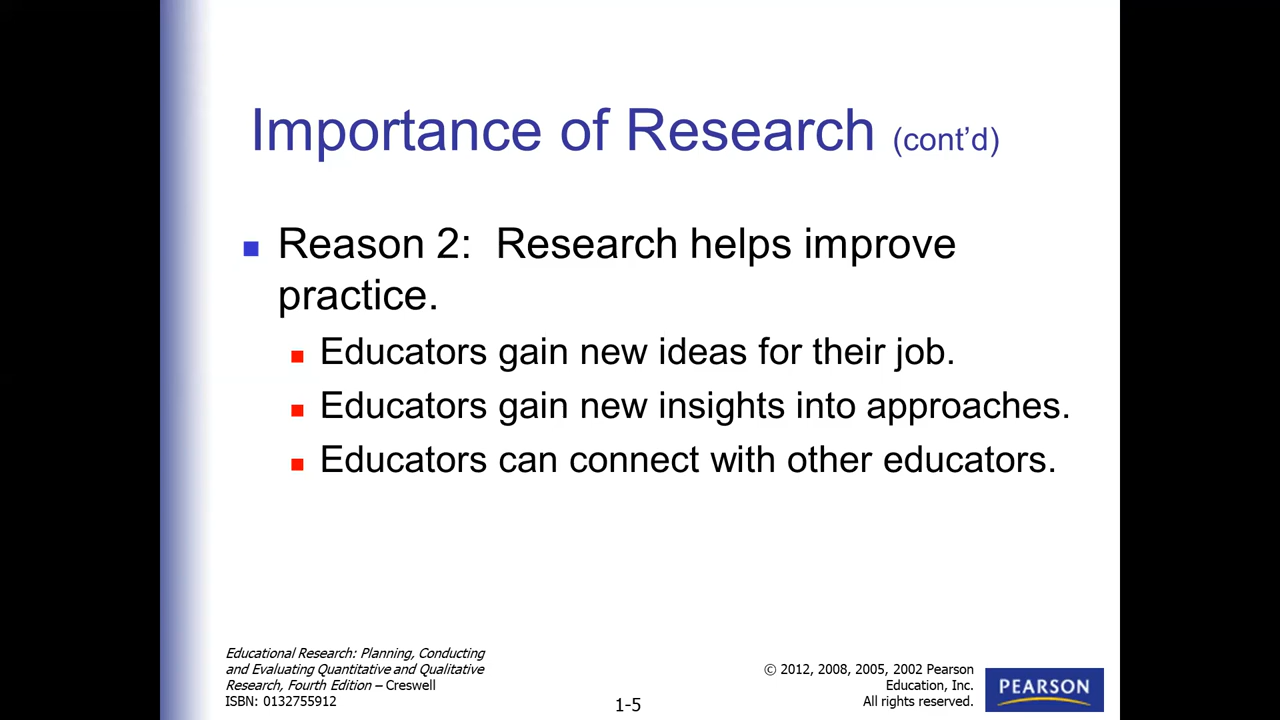 Importance of Research (cont’d)
Reason 2:  Research helps improve
practice.
Educators gain new ideas for their job.
Educators gain new insights into approaches.
Educators can connect with other educators.
Educational Research: Planning, Conducting
and Evaluating Quantitative and Qualitative
Research, Fourth Edition – Creswell
ISBN: 0132755912
1-5
© 2012, 2008, 2005, 2002 Pearson
Education, Inc.
All rights reserved.
PEARSON